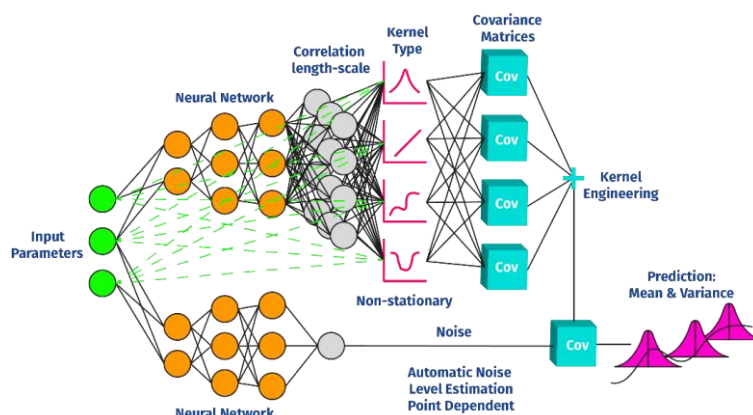 Covariance
Matrices
Kernel
Type
Correlation
length-scale
Neural Network
Cov
Cov
Cov
Cov
Kernel
Engineering
Input
Parameters
Non-stationary
Prediction:
Mean & Variance
Noise
Cov
Automatic Noise
Level Estimation
Point Dependent
Neural Network